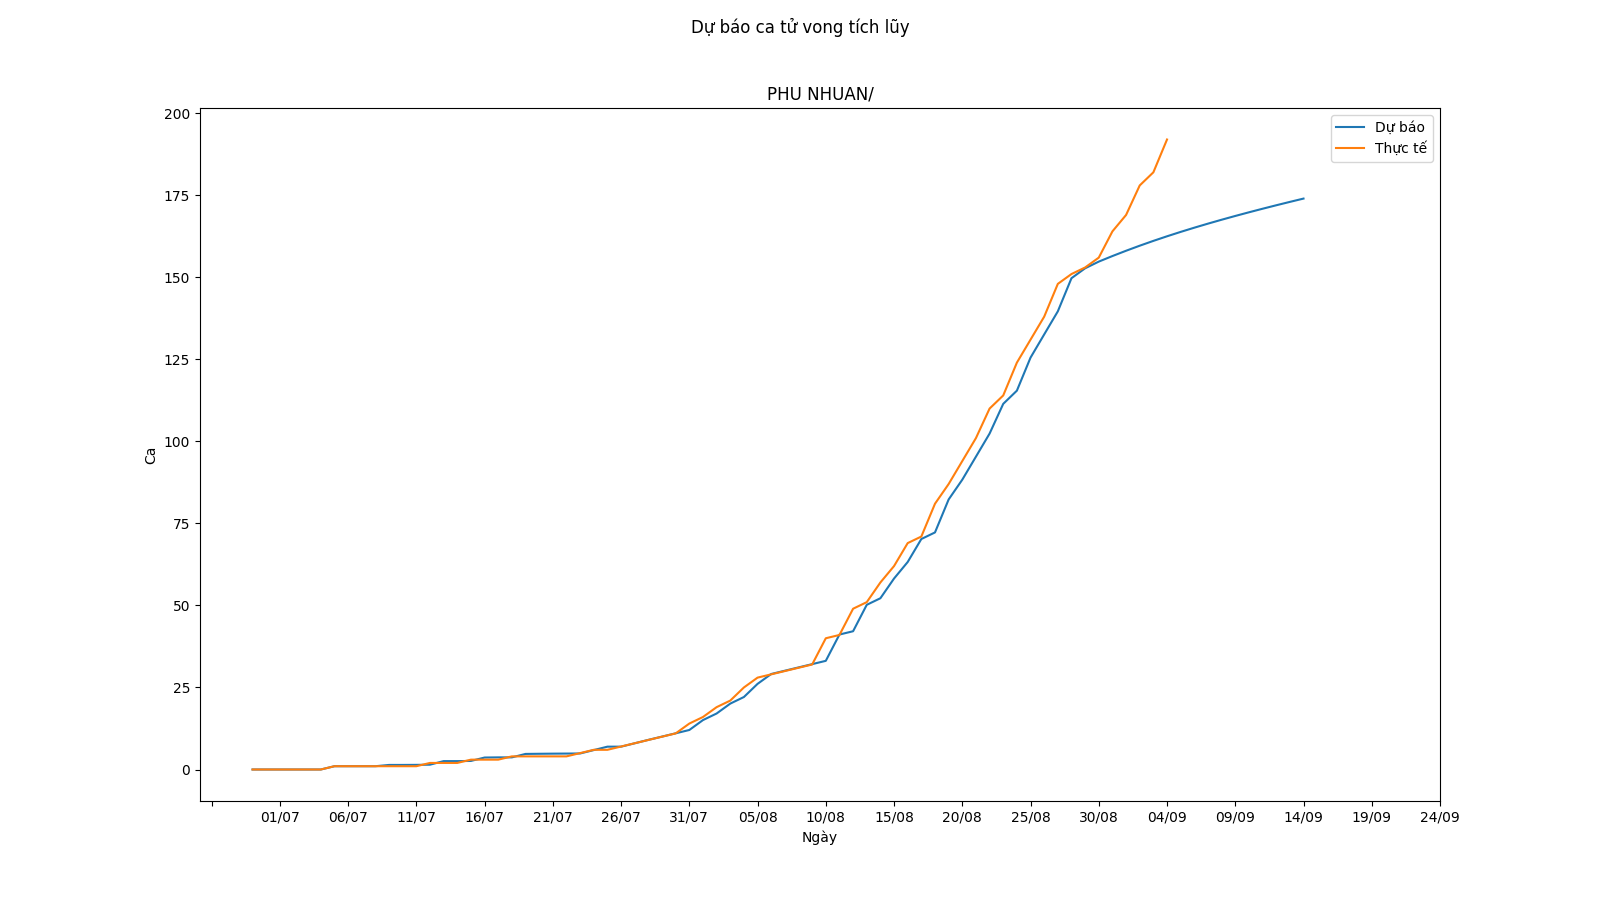 Dự báo ca tử vong tích lũy
PHU NHUAN/
Dự báo
Thực tế
200
175
150
125
100
75
50
25
0
Ca
01/07 06/07 11/07 16/07 21/07 26/07 31/07 05/08 10/08 15/08 20/08 25/08 30/08 04/09 09/09 14/09 19/09 24/09
Ngày